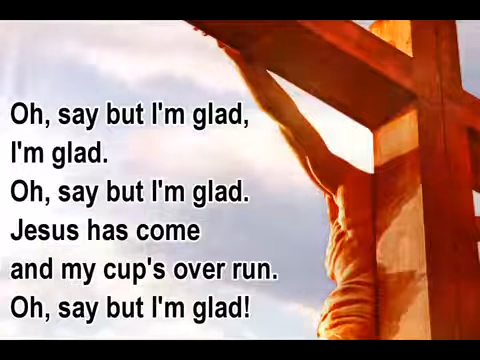 Oh, say but I'm glad,
I'm glad.
Oh, say but I'm glad.
Jesus has come
and my cup's over run.
Oh, say but I'm glad!